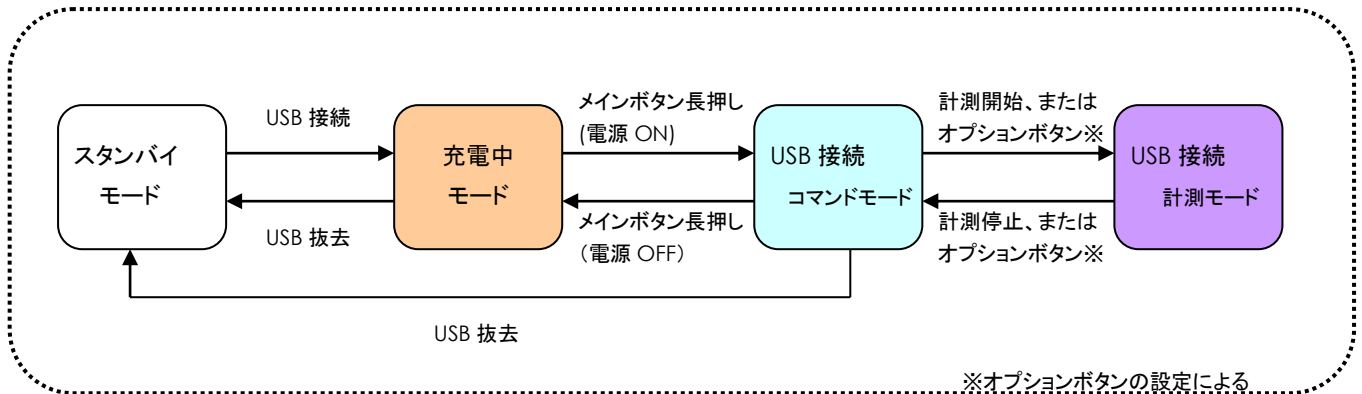 スタンバイ
モード
USB 接続
USB 抜去
充電中
モード
メインボタン長押し
(電源 ON)
メインボタン長押し
（電源 OFF）
USB 接続
コマンドモード
計測開始、または
オプションボタン※
計測停止、または
オプションボタン※
USB 接続
計測モード
USB 抜去
※オプションボタンの設定による